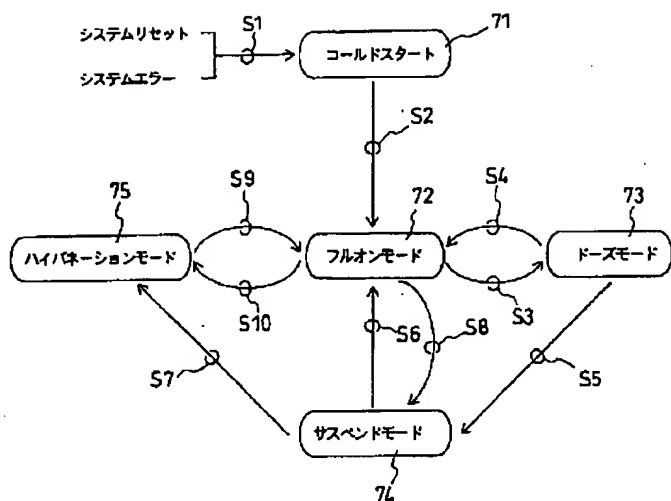 システムリセット
システムエラー
S1
コールドスタート
71
S2
75
S9
72
S4
73
ハイバネーションモード
フルオンモード
ドーズモード
S10
S6
S8
S3
S7
S5
サスペンドモード
74